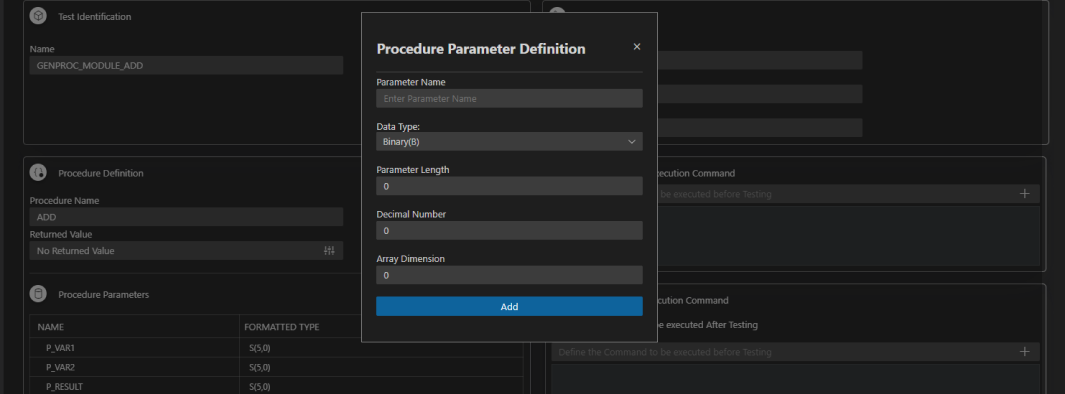 Test Identification
Name
GENPROC_MODULE_ADD
Procedure Definition
Procedure Name
ADD
Returned Value
No Returned Value
Procedure Parameters
NAME
FORMATTED TYPE
P_VAR1
S(5,0)
P_VAR2
S(5,0)
P_RESULT
S(5,0)
Procedure Parameter Definition
Parameter Name
Enter Parameter Name
Data Type:
Binary(B)
Parameter Length
0
Decimal Number
0
Array Dimension
0
Add
Command
be executed before Testing
Command
be executed After Testing
Define the Command to be executed before Testing